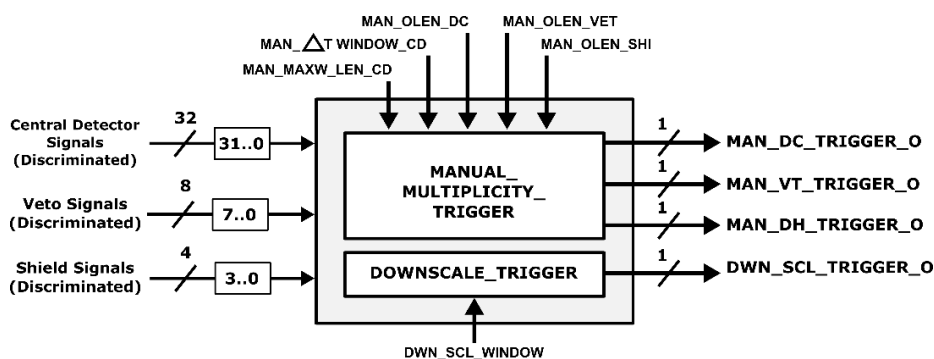 MAN_OLEN_DC
MAN_OLEN_VET
MAN_△T WINDOW_CD
MAN_OLEN_SHI
MAN_MAXW_LEN_CD
Central Detector
Signals
(Discriminated)
32
31..0
Veto Signals
(Discriminated)
8
7..0
Shield Signals
(Discriminated)
4
3..0
MANUAL_
MULTIPLICITY_
TRIGGER
DOWNSCALE_TRIGGER
1
MAN_DC_TRIGGER_O
1
MAN_VT_TRIGGER_O
1
MAN_DH_TRIGGER_O
1
DWN_SCL_TRIGGER_O
DWN_SCL_WINDOW